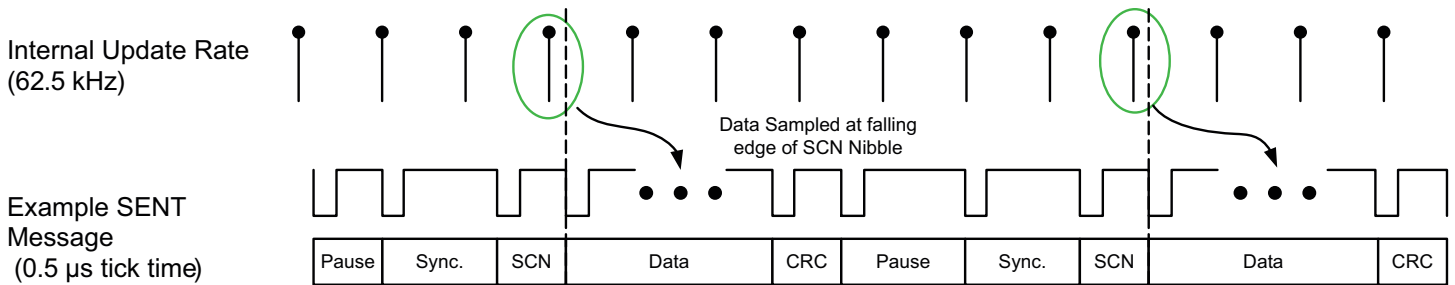 Internal Update Rate
(62.5 kHz)
Data Sampled at falling
edge of SCN Nibble
Example SENT
Message
(0.5 µs tick time)
Pause Sync. SCN Data CRC Pause Sync. SCN Data CRC